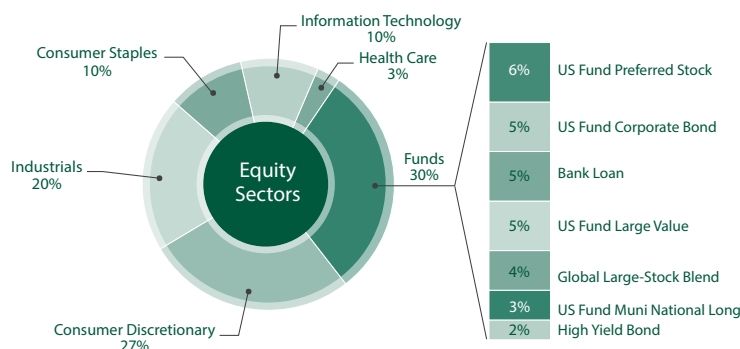 Information Technology
10%
Consumer Staples
10%
Health Care
3%
Industrials
20%
Equity
Sectors
Funds
30%
Consumer Discretionary
27%
6% US Fund Preferred Stock
5% US Fund Corporate Bond
5% Bank Loan
5% US Fund Large Value
4% Global Large-Stock Blend
3% US Fund Muni National Long
2% High Yield Bond